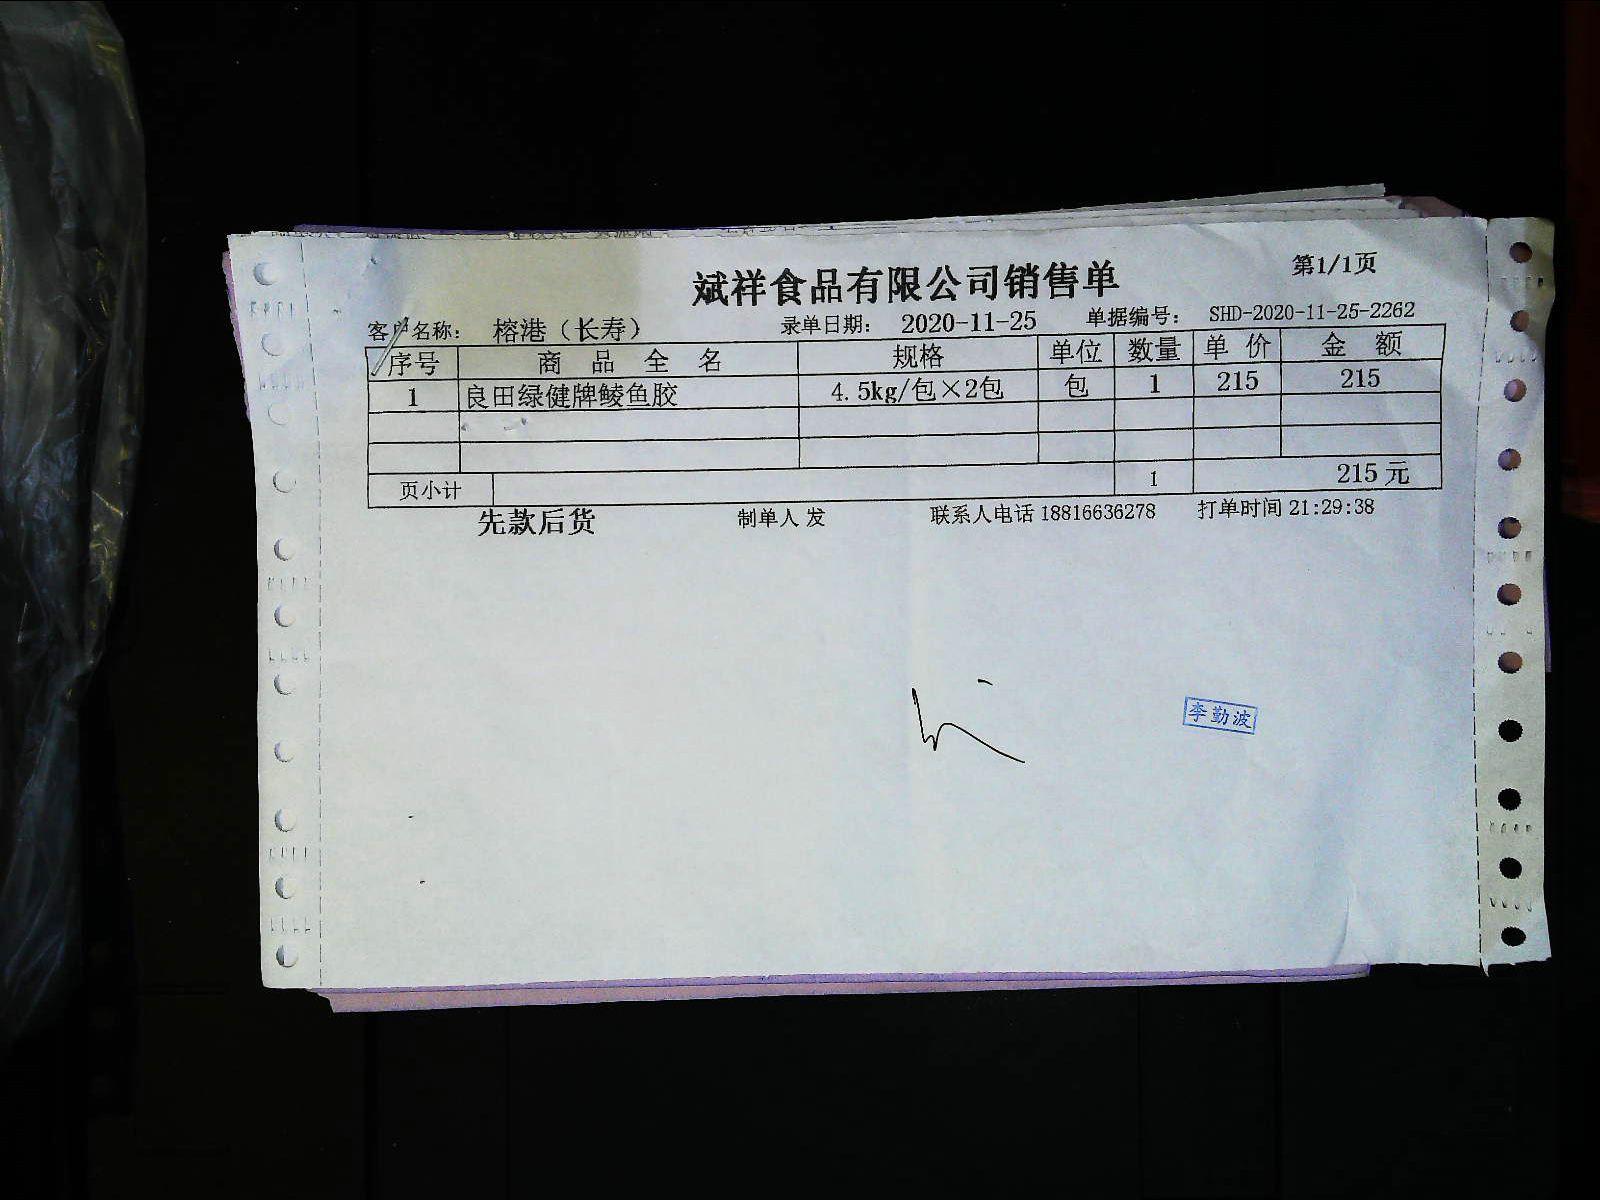 第1/1页
斌祥食品有限公司销售单
客户名称： 榕港（长寿） 录单日期： 2020-11-25 单据编号： SHD-2020-11-25-2262
序号 商 品 全 名 规格 单位 数量 单 价 金 额
1 良田绿健牌鲮鱼胶 4.5kg/包×2包 包 1 215 215
页小计 1 215 元
先款后货 制单人 发 联系人电话 18816636278 打单时间 21:29:38
李勤波